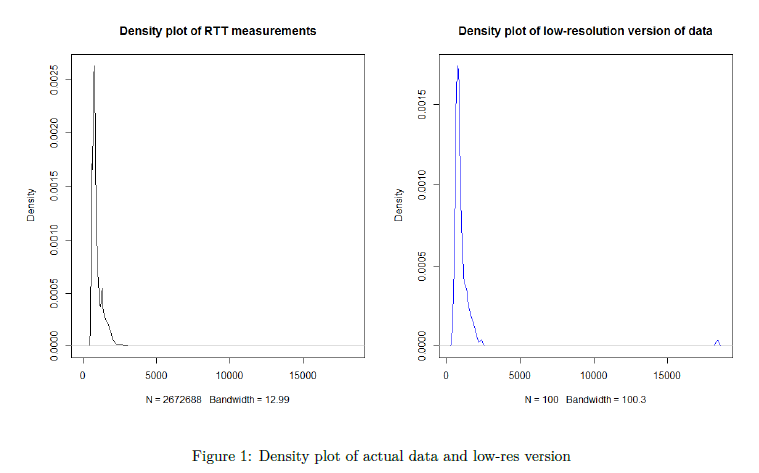 Density plot of RTT measurements
Density
0.0025
0.0020
0.0015
0.0010
0.0005
0.0000
0 5000 10000 15000
N = 2672688 Bandwidth = 12.99
Density plot of low-resolution version of data
Density
0.0015
0.0010
0.0005
0.0000
0 5000 10000 15000
N = 100 Bandwidth = 100.3
Figure 1: Density plot of actual data and low-res version